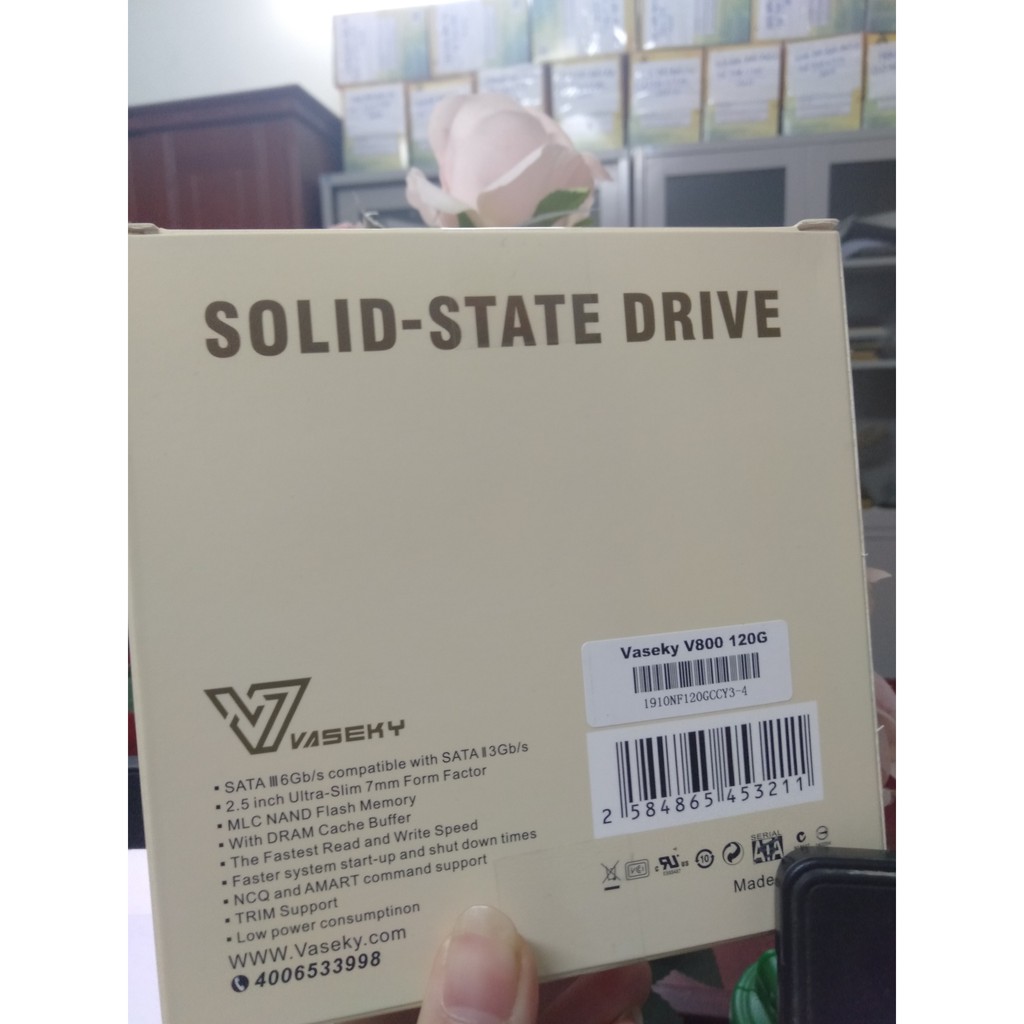 SOLID-STATE DRIVE
Vaseky V800 120G
1910NF120GCCY3-4
2 584865 453211
VASEKY
▪ SATA Ⅲ 6Gb/s compatible with SATA Ⅱ 3Gb/s
▪ 2.5 inch Ultra-Slim 7mm Form Factor
▪ MLC NAND Flash Memory
▪ With DRAM Cache Buffer
▪ The Fastest Read and Write Speed
▪ Faster system start-up and shut down times
▪ NCQ and AMART command support
▪ TRIM Support
▪ Low power consumptinon
WWW.Vaseky.com
4006533998
SERIAL
ATA
10
Made